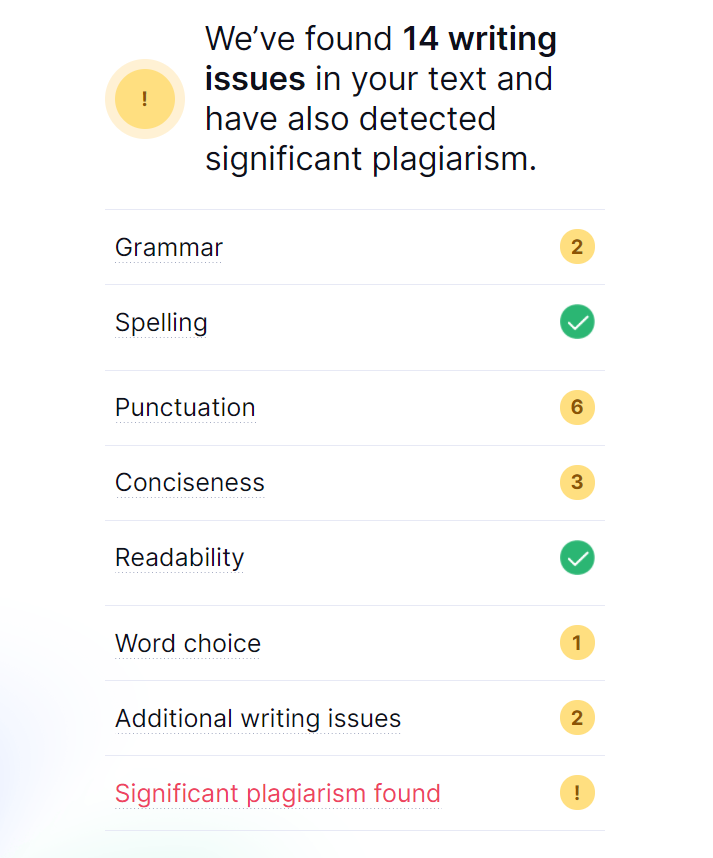 We’ve found 14 writing
issues in your text and
have also detected
significant plagiarism.
!
Grammar 2
Spelling
Punctuation 6
Conciseness 3
Readability
Word choice 1
Additional writing issues 2
Significant plagiarism found !